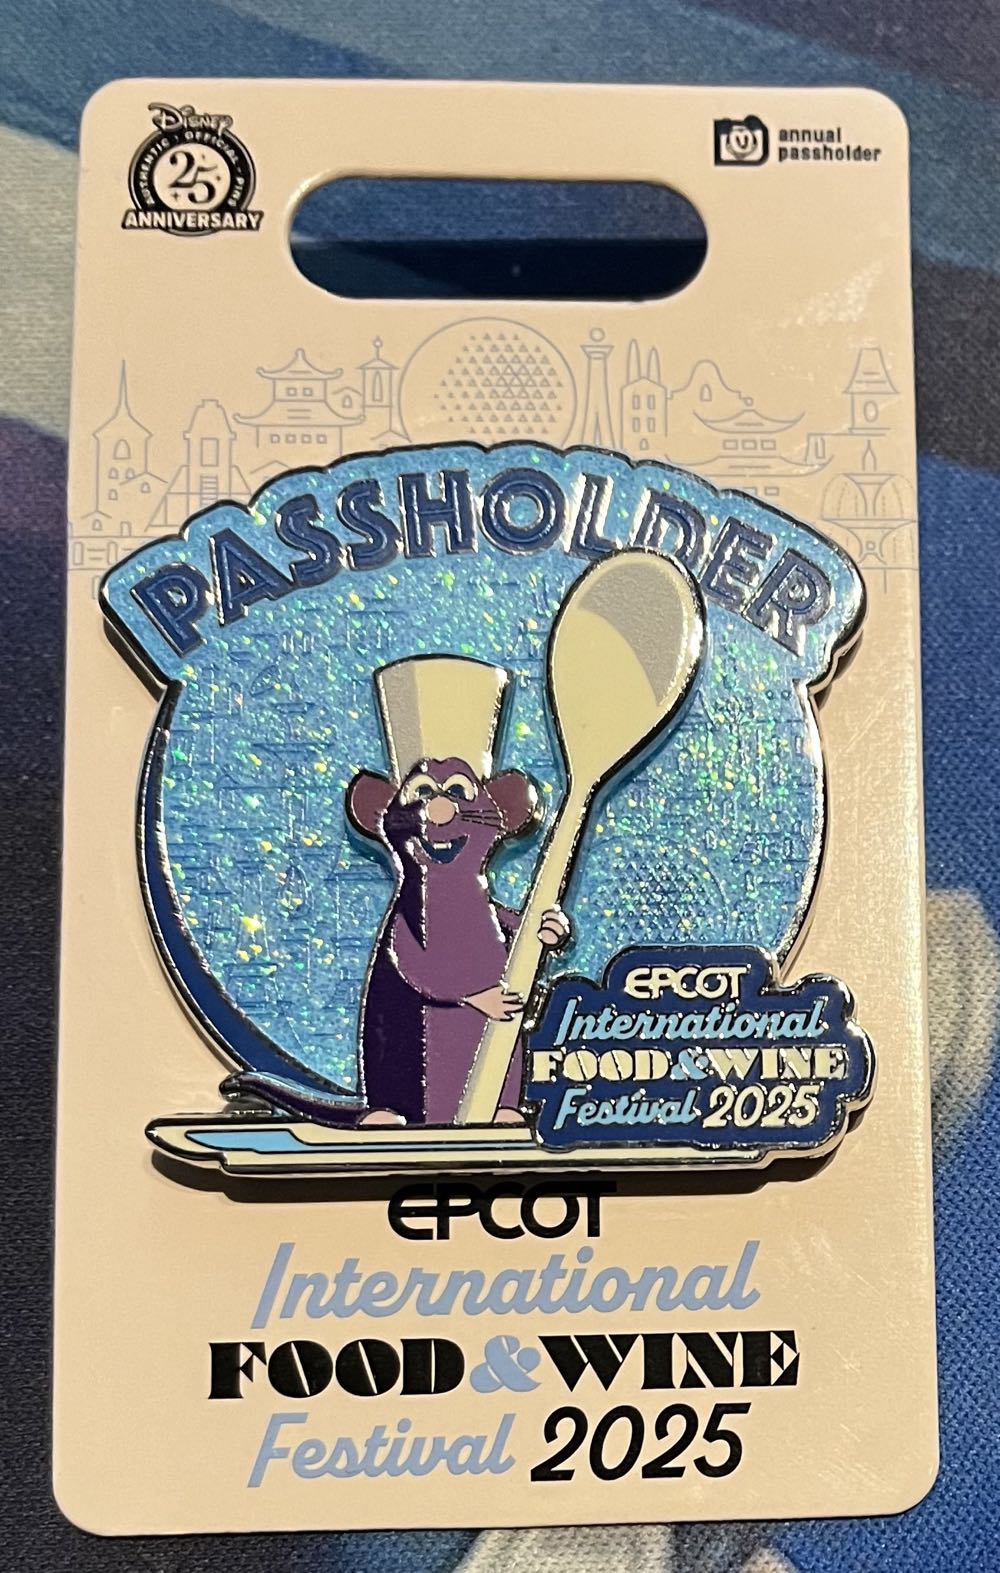 Disney
AUTHENTIC · OFFICIAL · PINS
25
ANNIVERSARY
annual
passholder
PASSHOLDER
EPCOT
International
FOOD & WINE
Festival 2025
EPCOT
International
FOOD & WINE
Festival 2025